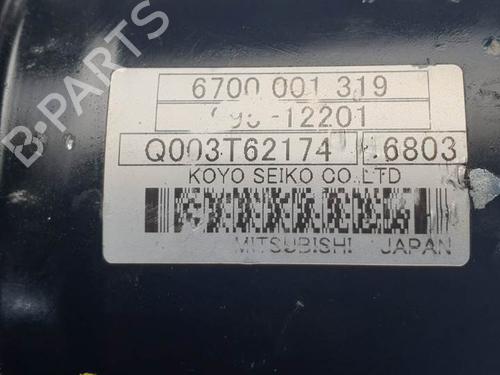 6700 001 319
Q003T62174 6803
KOYO SEIKO CO.LTD
MITSUBISHI JAPAN
B-PARTS